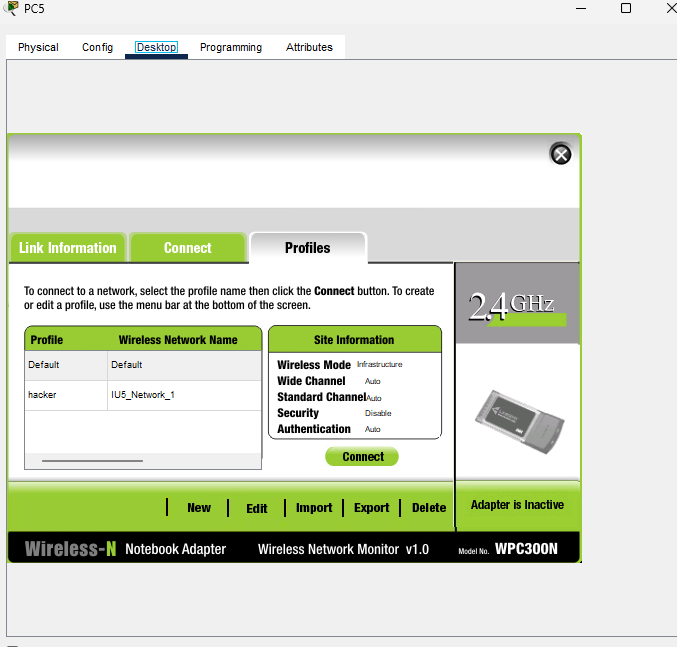 PC5
Physical Config Desktop Programming Attributes
Link Information Connect Profiles
To connect to a network, select the profile name then click the Connect button. To create
or edit a profile, use the menu bar at the bottom of the screen.
2.4GHz
Profile Wireless Network Name
Default Default
hacker IU5_Network_1
Site Information
Wireless Mode Infrastructure
Wide Channel Auto
Standard Channel Auto
Security Disable
Authentication Auto
Connect
New Edit Import Export Delete
Adapter is Inactive
Wireless-N Notebook Adapter Wireless Network Monitor v1.0 Model No. WPC300N